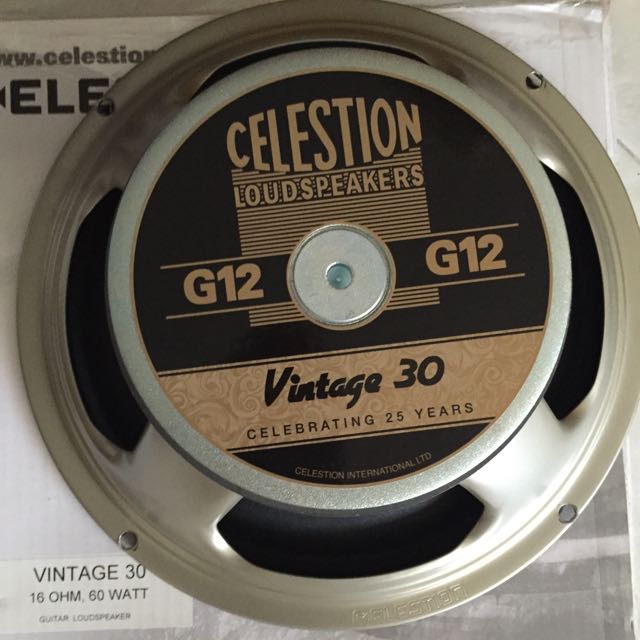 www.celestion
CELE
CELESTION
LOUDSPEAKERS
G12 G12
Vintage 30
CELEBRATING 25 YEARS
CELESTION INTERNATIONAL LTD
VINTAGE 30
16 OHM, 60 WATT
GUITAR LOUDSPEAKER
CELESTION